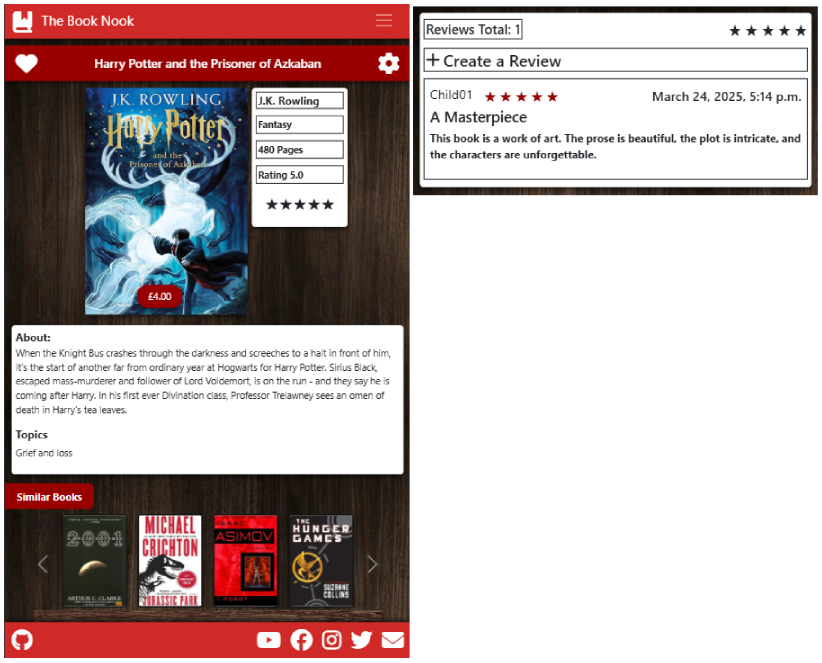 The Book Nook
Harry Potter and the Prisoner of Azkaban
J.K. ROWLING
Harry Potter
and the
Prisoner of Azkaban
£4.00
J.K. Rowling
Fantasy
480 Pages
Rating 5.0
About:
When the Knight Bus crashes through the darkness and screeches to a halt in front of him,
it's the start of another far from ordinary year at Hogwarts for Harry Potter. Sirius Black,
escaped mass-murderer and follower of Lord Voldemort, is on the run - and they say he is
coming after Harry. In his first ever Divination class, Professor Trelawney sees an omen of
death in Harry's tea leaves.
Topics
Grief and loss
Similar Books
2001
ARTHUR C. CLARKE
MICHAEL
CRICHTON
JURASSIC PARK
ISAAC
ASIMOV
I, ROBOT
THE
HUNGER
GAMES
SUZANNE
COLLINS
Reviews Total: 1
Create a Review
Child01
March 24, 2025, 5:14 p.m.
A Masterpiece
This book is a work of art. The prose is beautiful, the plot is intricate, and
the characters are unforgettable.